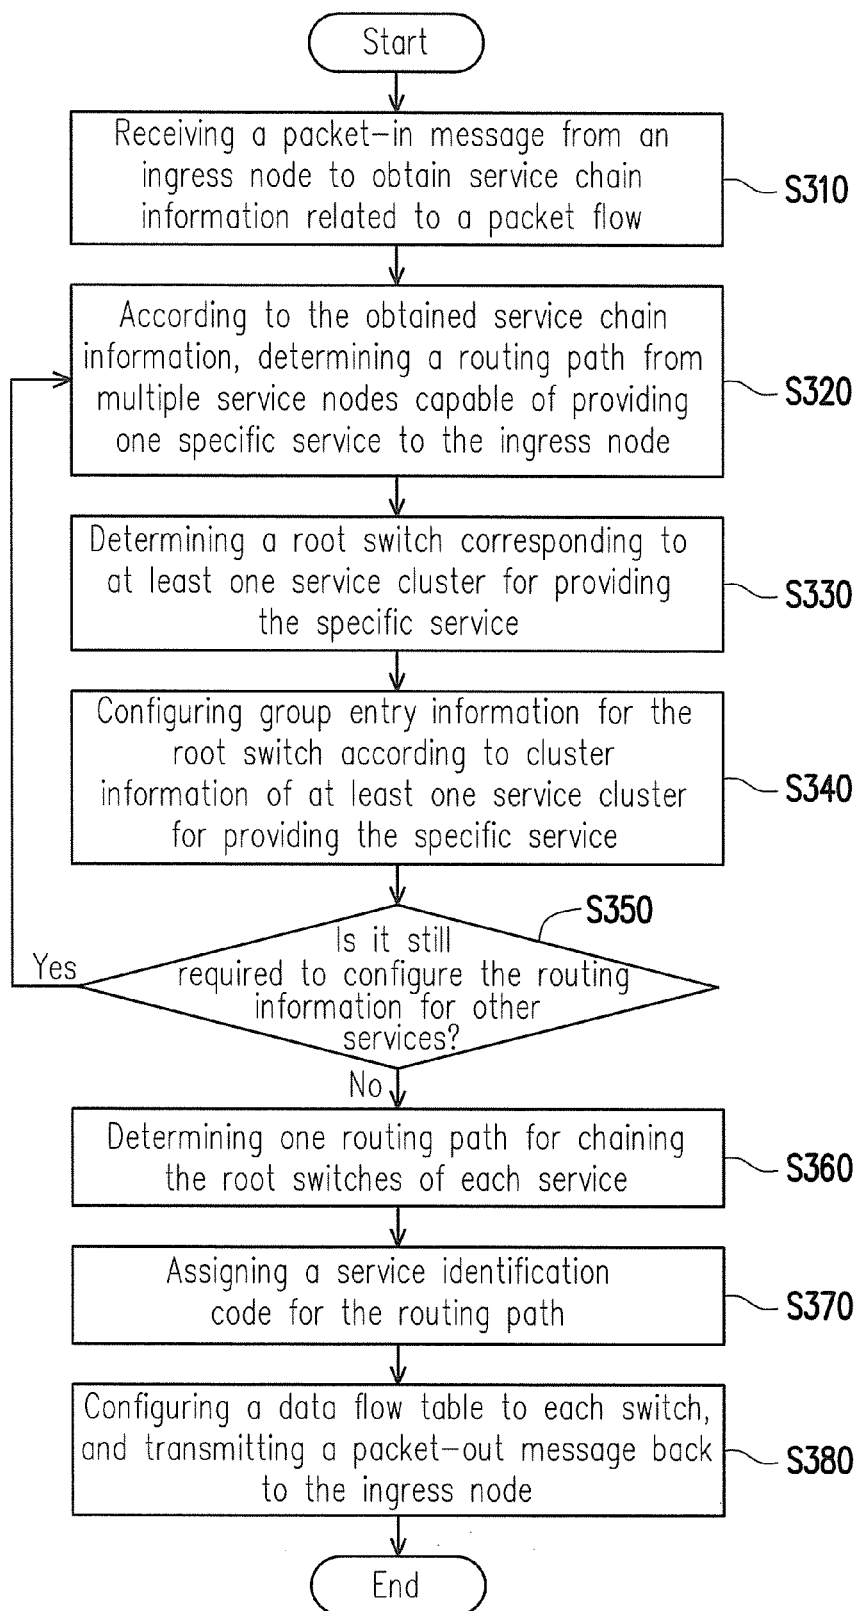 Start
Receiving a packet-in message from an
ingress node to obtain service chain
information related to a packet flow
S310
According to the obtained service chain
information, determining a routing path from
multiple service nodes capable of providing
one specific service to the ingress node
S320
Determining a root switch corresponding to
at least one service cluster for providing
the specific service
S330
Configuring group entry information for the
root switch according to cluster
information of at least one service cluster
for providing the specific service
S340
S350
Is it still
required to configure the routing
information for other
services?
Yes
No
Determining one routing path for chaining
the root switches of each service
S360
Assigning a service identification
code for the routing path
S370
Configuring a data flow table to each switch,
and transmitting a packet-out message back
to the ingress node
S380
End